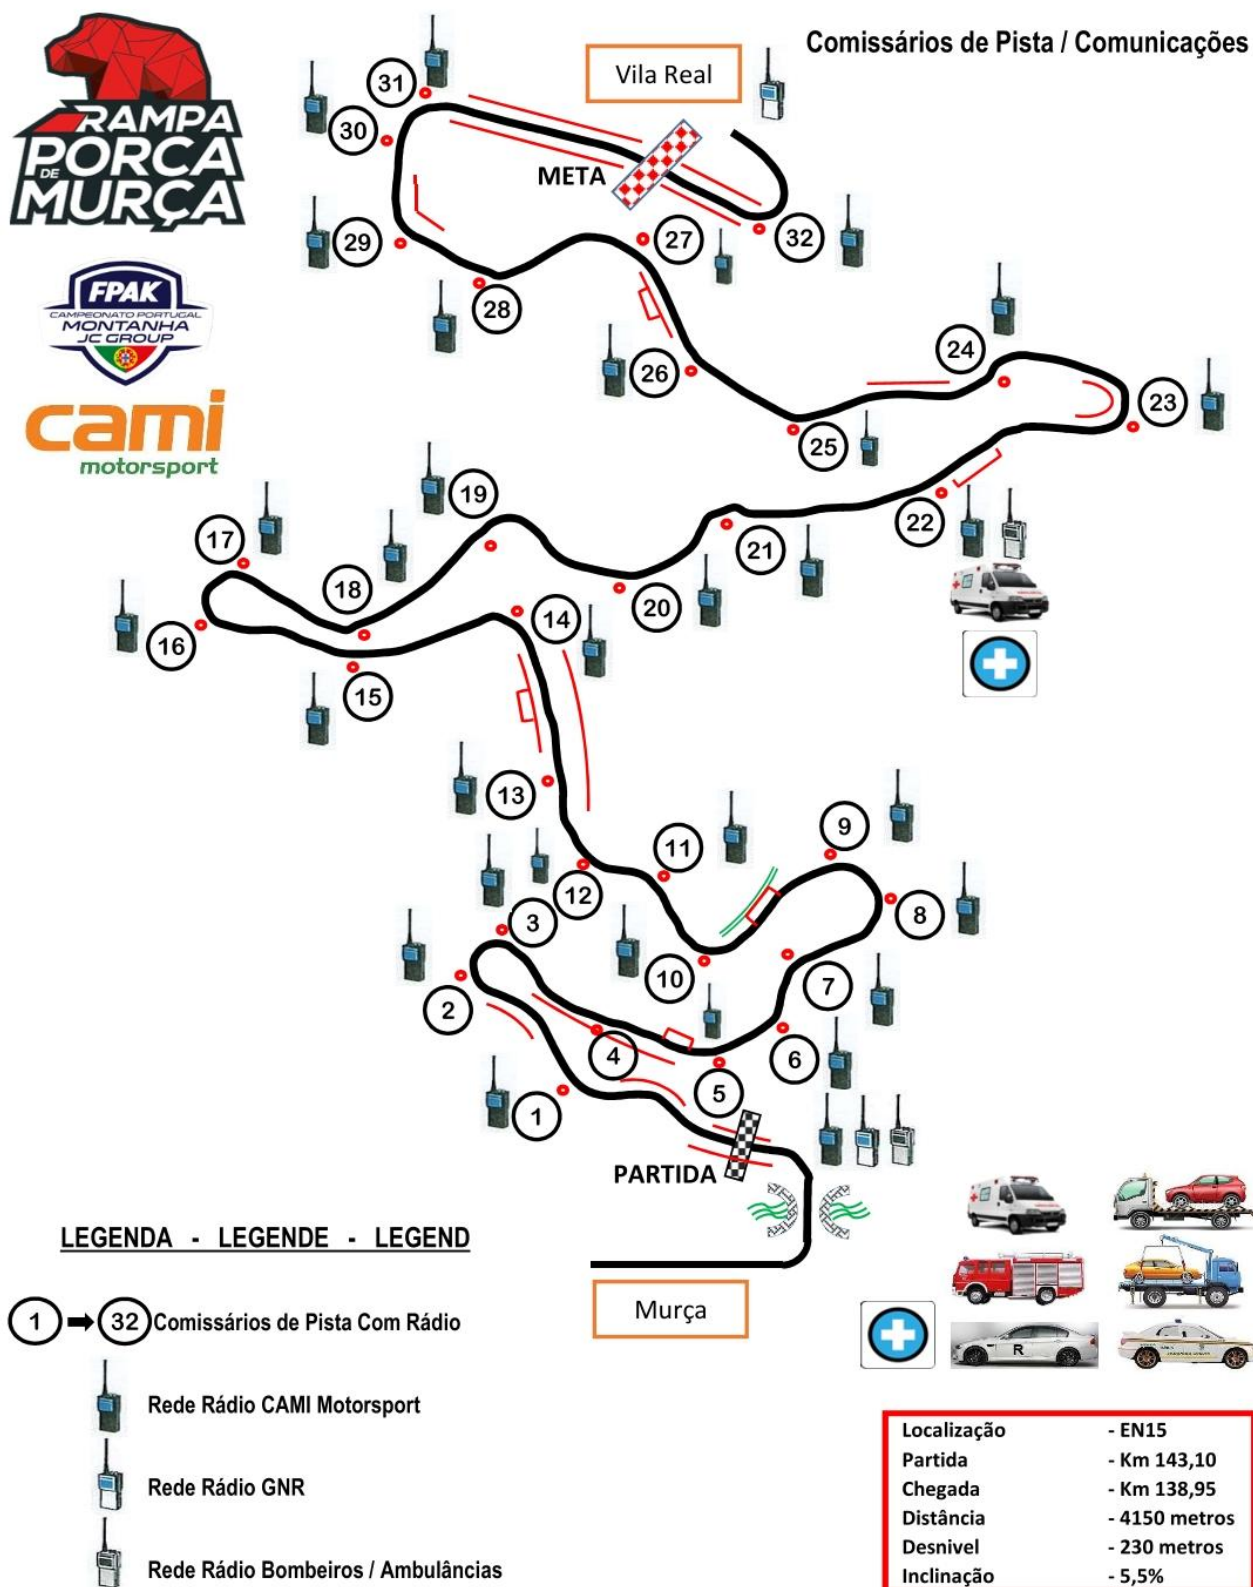 Comissários de Pista / Comunicações
RAMPA
PORCA
DE
MURÇA
FPAK
CAMPEONATO PORTUGAL
MONTANHA
JC GROUP
cami
motorsport
Vila Real
META
31
30
29
28
27
32
26
25
24
23
22
21
20
19
18
17
16
15
14
13
12
11
10
9
8
7
6
5
4
3
2
1
PARTIDA
Murça
R
LEGENDA - LEGENDE - LEGEND
1 32 Comissários de Pista Com Rádio
Rede Rádio CAMI Motorsport
Rede Rádio GNR
Rede Rádio Bombeiros / Ambulâncias
Localização - EN15
Partida - Km 143,10
Chegada - Km 138,95
Distância - 4150 metros
Desnivel - 230 metros
Inclinação - 5,5%